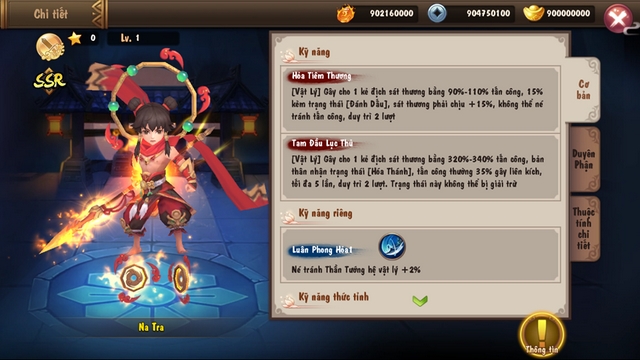 Chi tiết
902160000
904750100
900000000
SSR
0
Lv. 1
Kỹ năng
Hỏa Tiêm Thương
[Vật Lý] Gây cho 1 kẻ địch sát thương bằng 90%-110% tấn công, 15%
kèm trạng thái [Đánh Dấu], sát thương phải chịu +15%, không thể né
tránh tấn công, duy trì 2 lượt
Tam Đầu Lục Thủ
[Vật Lý] Gây cho 1 kẻ địch sát thương bằng 320%-340% tấn công, bản
thân nhận trạng thái [Hóa Thánh], tấn công thường 35% gây liên kích,
tối đa 5 lần, duy trì 2 lượt. Trạng thái này không thể bị giải trừ
Kỹ năng riêng
Luân Phong Hỏa1
Né tránh Thần Tướng hệ vật lý +2%
Kỹ năng thức tỉnh
Cơ
bản
Duyên
Phận
Thuộc
tính
chi
tiết
Na Tra
Thông tin